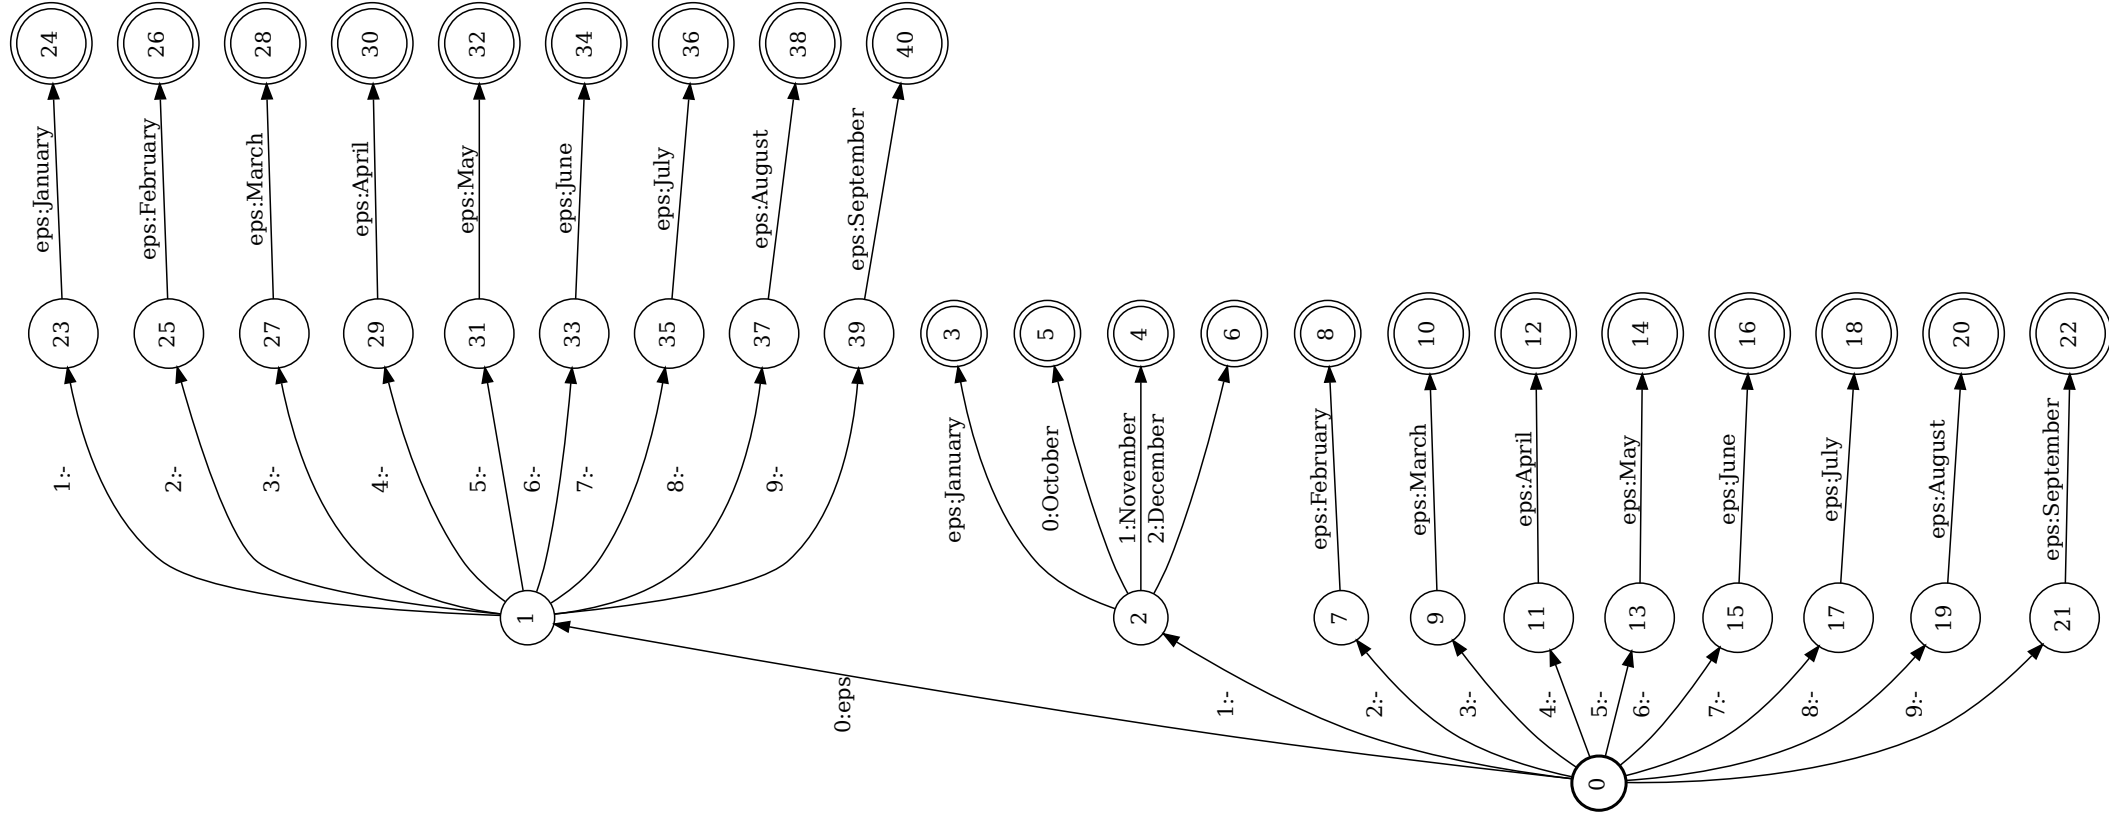 24
26
28
30
32
34
36
38
40
eps:January
eps:February
eps:March
eps:April
eps:May
eps:June
eps:July
eps:August
eps:September
23
25
27
29
31
33
35
37
39
3
5
4
6
8
10
12
14
16
18
20
22
1:-
2:-
3:-
4:-
5:-
6:-
7:-
8:-
9:-
eps:January
0:October
1:November
2:December
eps:February
eps:March
eps:April
eps:May
eps:June
eps:July
eps:August
eps:September
1
2
7
9
11
13
15
17
19
21
0:eps
1:-
2:-
3:-
4:-
5:-
6:-
7:-
8:-
9:-
0